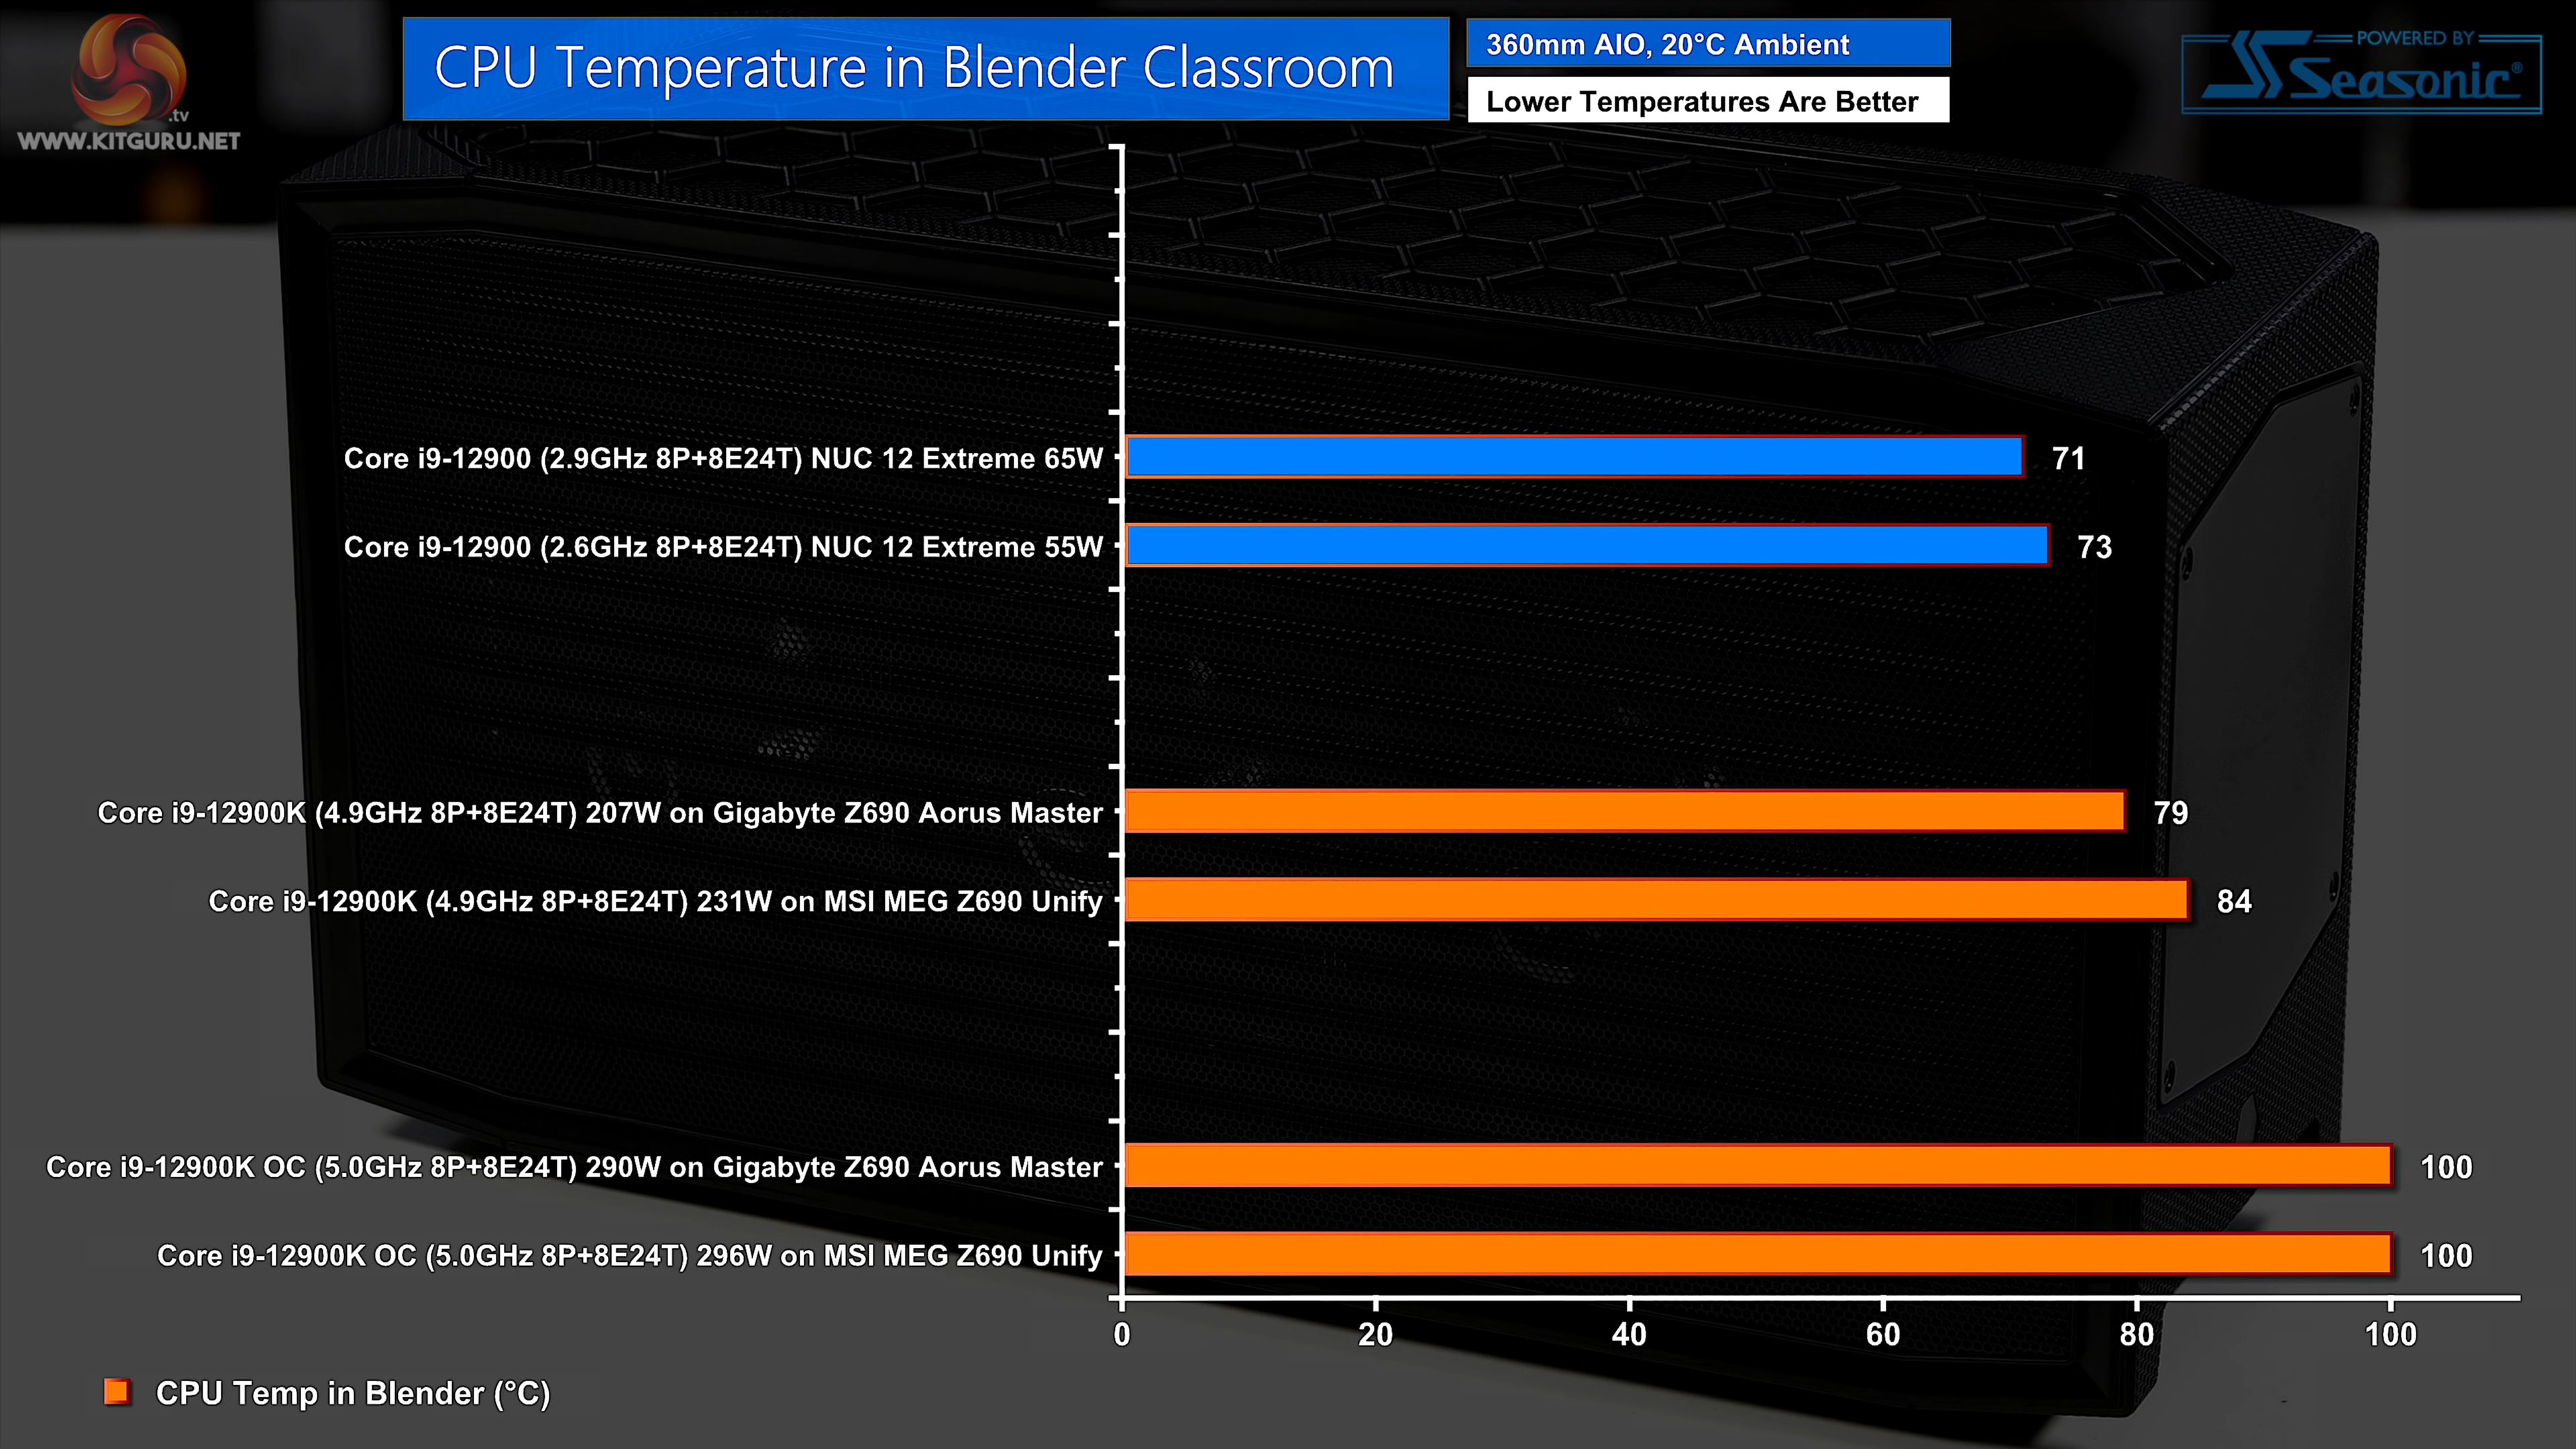 .tv
WWW.KITGURU.NET
CPU Temperature in Blender Classroom
360mm AIO, 20°C Ambient
Lower Temperatures Are Better
POWERED BY
Seasonic®
Core i9-12900 (2.9GHz 8P+8E24T) NUC 12 Extreme 65W 71
Core i9-12900 (2.6GHz 8P+8E24T) NUC 12 Extreme 55W 73
Core i9-12900K (4.9GHz 8P+8E24T) 207W on Gigabyte Z690 Aorus Master 79
Core i9-12900K (4.9GHz 8P+8E24T) 231W on MSI MEG Z690 Unify 84
Core i9-12900K OC (5.0GHz 8P+8E24T) 290W on Gigabyte Z690 Aorus Master 100
Core i9-12900K OC (5.0GHz 8P+8E24T) 296W on MSI MEG Z690 Unify 100
0 20 40 60 80 100
CPU Temp in Blender (°C)